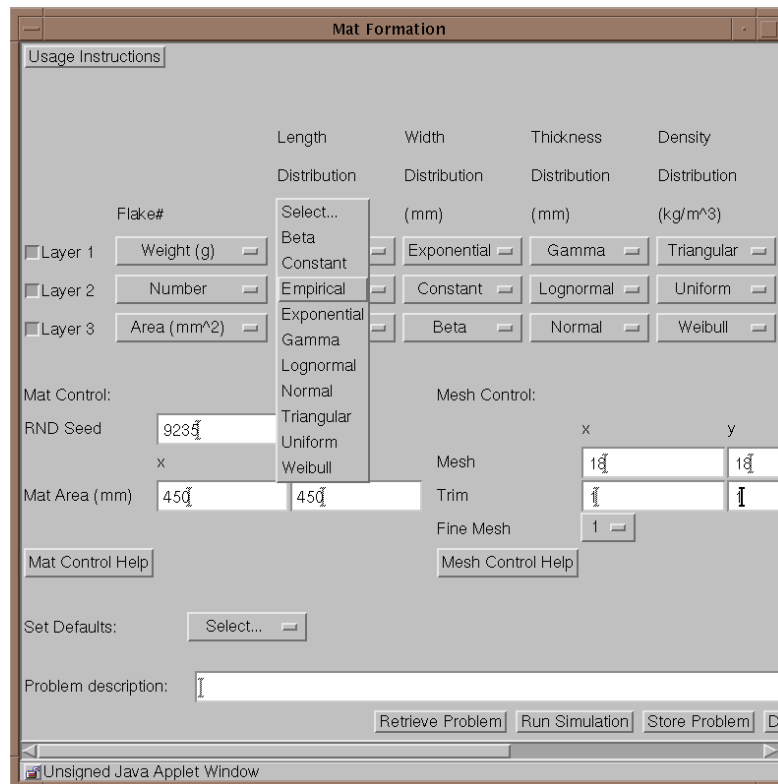 Mat Formation
Usage Instructions
Length Width Thickness Density
Distribution Distribution Distribution Distribution
Flake# Select... (mm) (mm) (kg/m^3)
Beta
Layer 1 Weight (g) Exponential Gamma Triangular
Constant
Layer 2 Number Empirical Constant Lognormal Uniform
Exponential
Layer 3 Area (mm^2) Beta Normal Weibull
Gamma
Lognormal
Mat Control: Normal Mesh Control:
Triangular
RND Seed 9235 x y
Uniform
x Weibull Mesh 18 18
Mat Area (mm) 450 450 Trim 1 1
Fine Mesh 1
Mat Control Help Mesh Control Help
Set Defaults: Select...
Problem description:
Retrieve Problem Run Simulation Store Problem D
Unsigned Java Applet Window